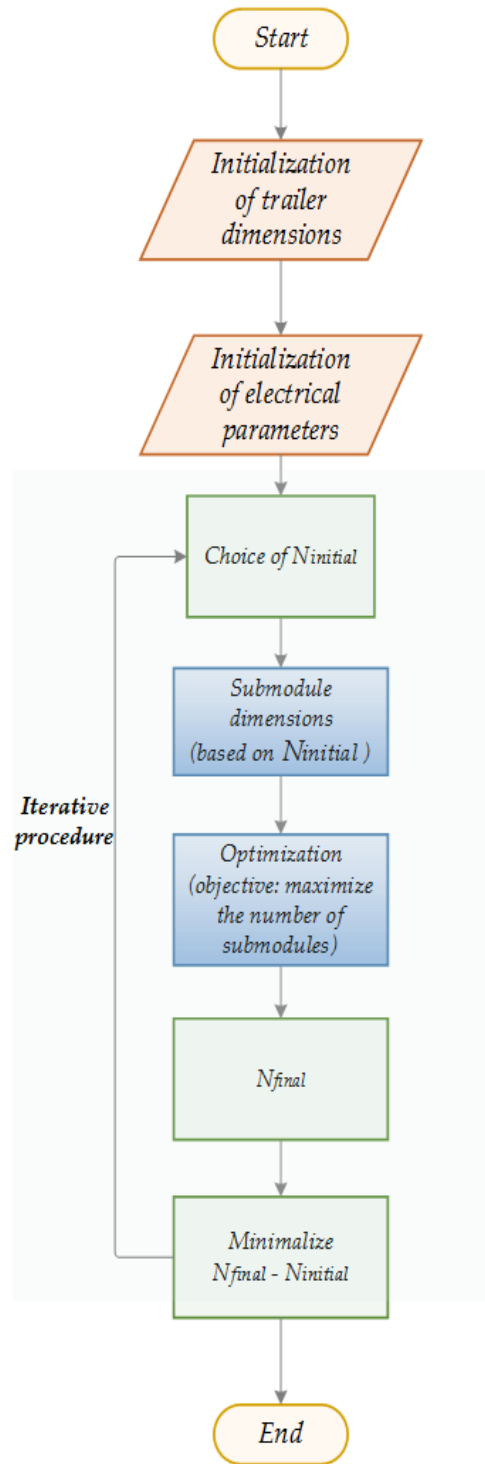 Start
Initialization
of trailer
dimensions
Initialization
of electrical
parameters
Choice of Ninitial
Submodule
dimensions
(based on Ninitial )
Iterative
procedure
Optimization
(objective: maximize
the number of
submodules)
Nfinal
Minimalize
Nfinal - Ninitial
End